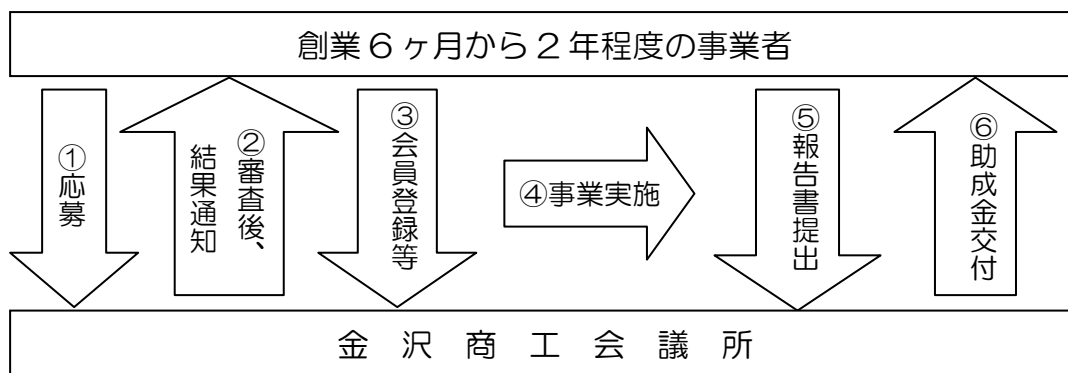 創業６ヶ月から２年程度の事業者
①応募
②審査後、
結果通知
③会員登録等
④事業実施
⑤報告書提出
⑥助成金交付
金沢商工会議所